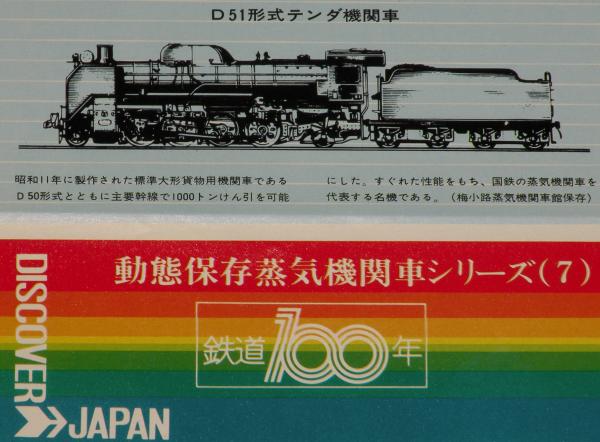 D51形式テンダ機関車
昭和11年に製作された標準大形貨物用機関車である
D50形式とともに主要幹線で1000トンけん引を可能
にした。すぐれた性能をもち、国鉄の蒸気機関車を
代表する名機である。（梅小路蒸気機関車館保存）
動態保存蒸気機関車シリーズ(7)
鉄道100年
DISCOVER
JAPAN